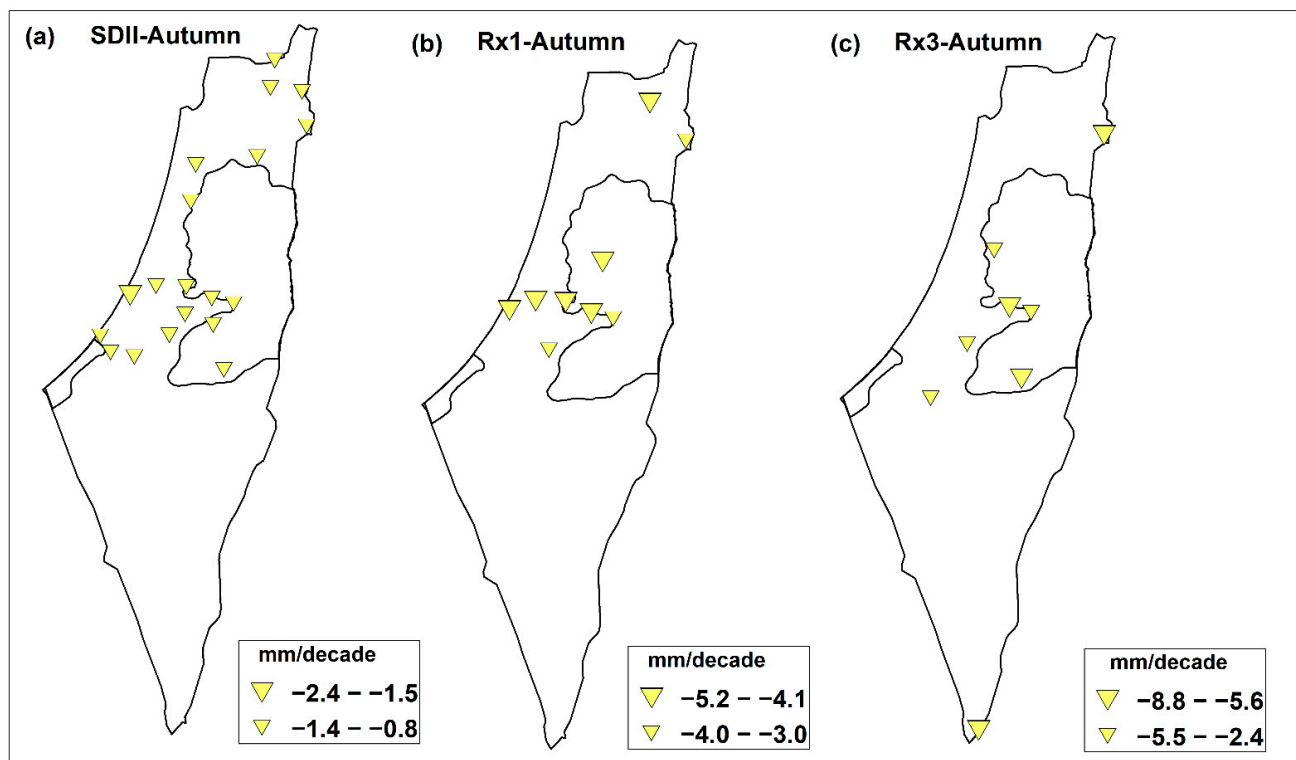 (a) SDII-Autumn
(b) Rx1-Autumn
(c) Rx3-Autumn
mm/decade
−2.4 − −1.5
−1.4 − −0.8
mm/decade
−5.2 − −4.1
−4.0 − −3.0
mm/decade
−8.8 − −5.6
−5.5 − −2.4